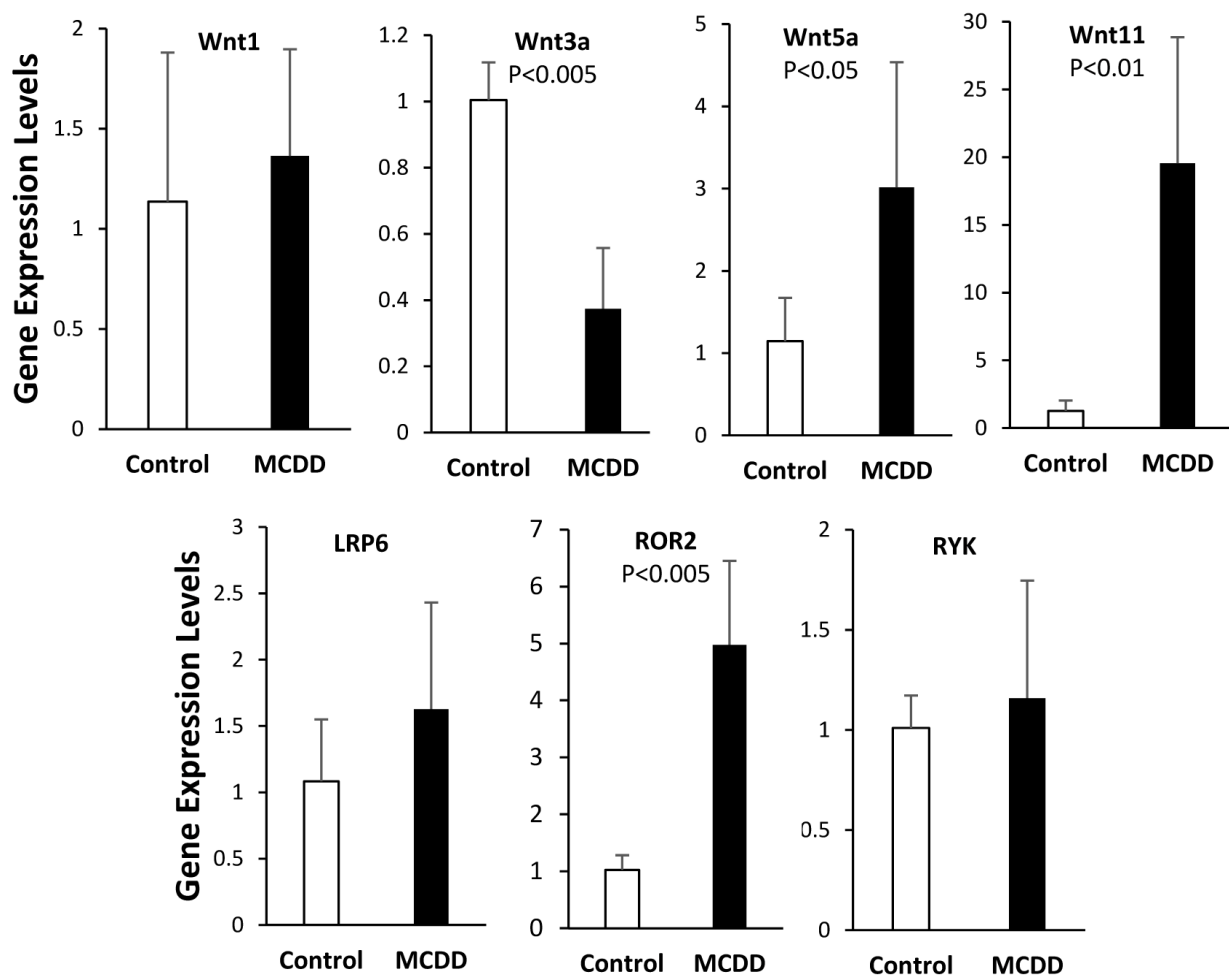 Gene Expression Levels
Wnt1
2
1.5
1
0.5
0
Control MCDD
Wnt3a
P<0.005
1.2
1
0.8
0.6
0.4
0.2
0
Control MCDD
Wnt5a
P<0.05
5
4
3
2
1
0
Control MCDD
Wnt11
P<0.01
30
25
20
15
10
5
0
Control MCDD
Gene Expression Levels
LRP6
3
2.5
2
1.5
1
0.5
0
Control MCDD
ROR2
P<0.005
7
6
5
4
3
2
1
0
Control MCDD
RYK
2
1.5
1
0.5
0
Control MCDD